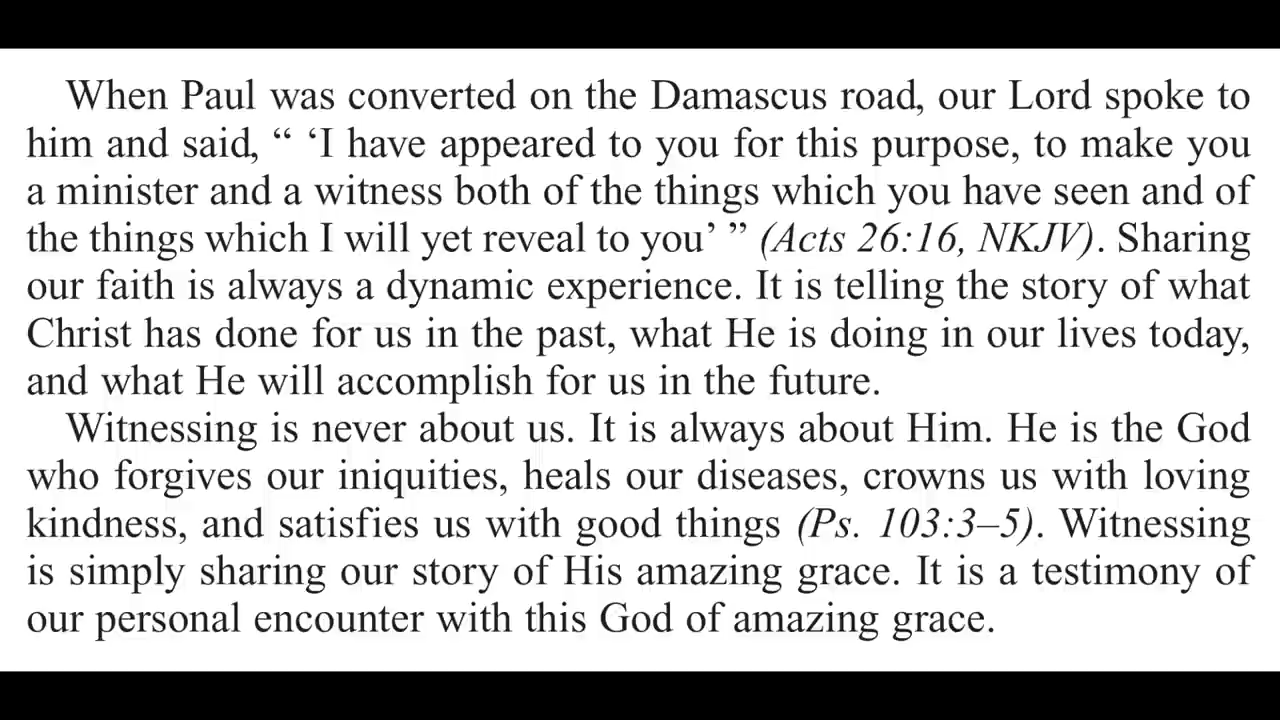 When Paul was converted on the Damascus road, our Lord spoke to
him and said, “ ‘I have appeared to you for this purpose, to make you
a minister and a witness both of the things which you have seen and of
the things which I will yet reveal to you’ ” (Acts 26:16, NKJV). Sharing
our faith is always a dynamic experience. It is telling the story of what
Christ has done for us in the past, what He is doing in our lives today,
and what He will accomplish for us in the future.
Witnessing is never about us. It is always about Him. He is the God
who forgives our iniquities, heals our diseases, crowns us with loving
kindness, and satisfies us with good things (Ps. 103:3–5). Witnessing
is simply sharing our story of His amazing grace. It is a testimony of
our personal encounter with this God of amazing grace.